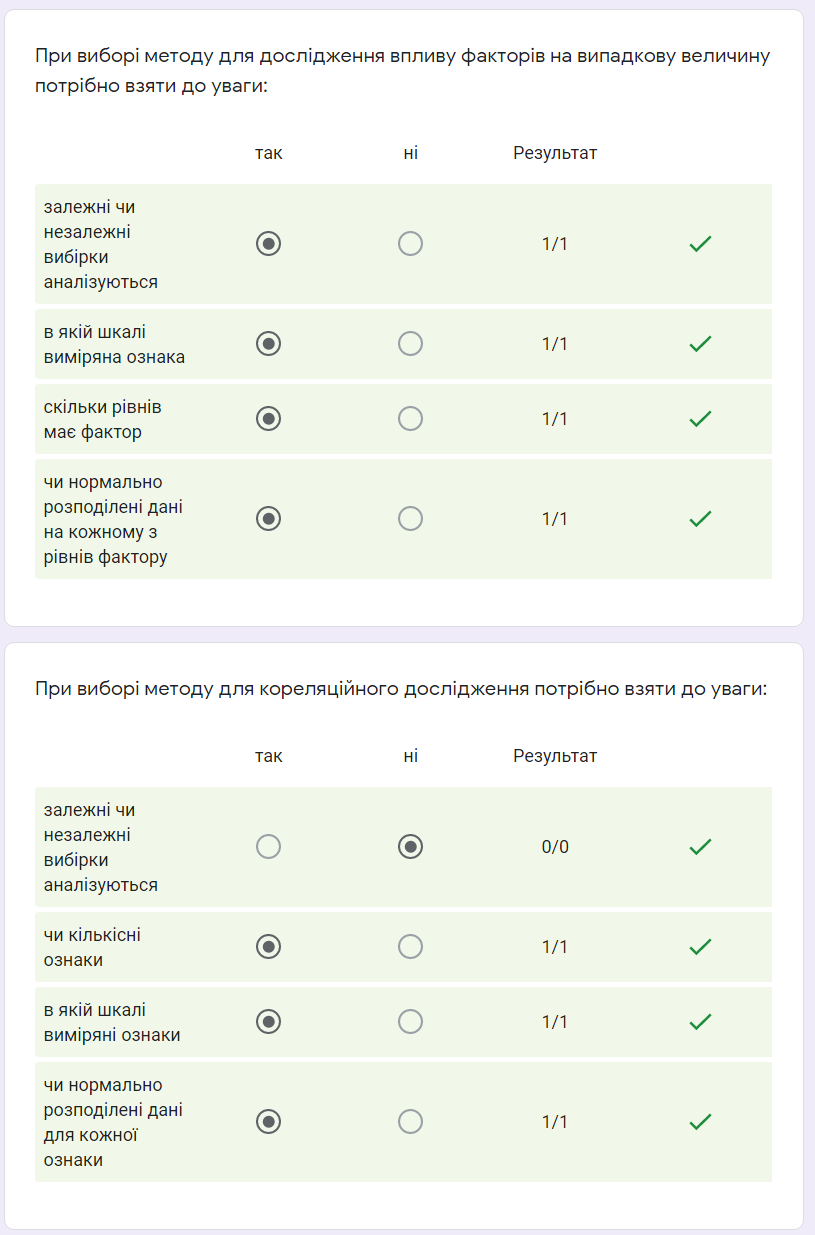 При виборі методу для дослідження впливу факторів на випадкову величину
потрібно взяти до уваги:
так ні Результат
залежні чи
незалежні
вибірки
аналізуються
1/1
в якій шкалі
виміряна ознака
1/1
скільки рівнів
має фактор
1/1
чи нормально
розподілені дані
на кожному з
рівнів фактору
1/1
При виборі методу для кореляційного дослідження потрібно взяти до уваги:
так ні Результат
залежні чи
незалежні
вибірки
аналізуються
0/0
чи кількісні
ознаки
1/1
в якій шкалі
виміряні ознаки
1/1
чи нормально
розподілені дані
для кожної
ознаки
1/1